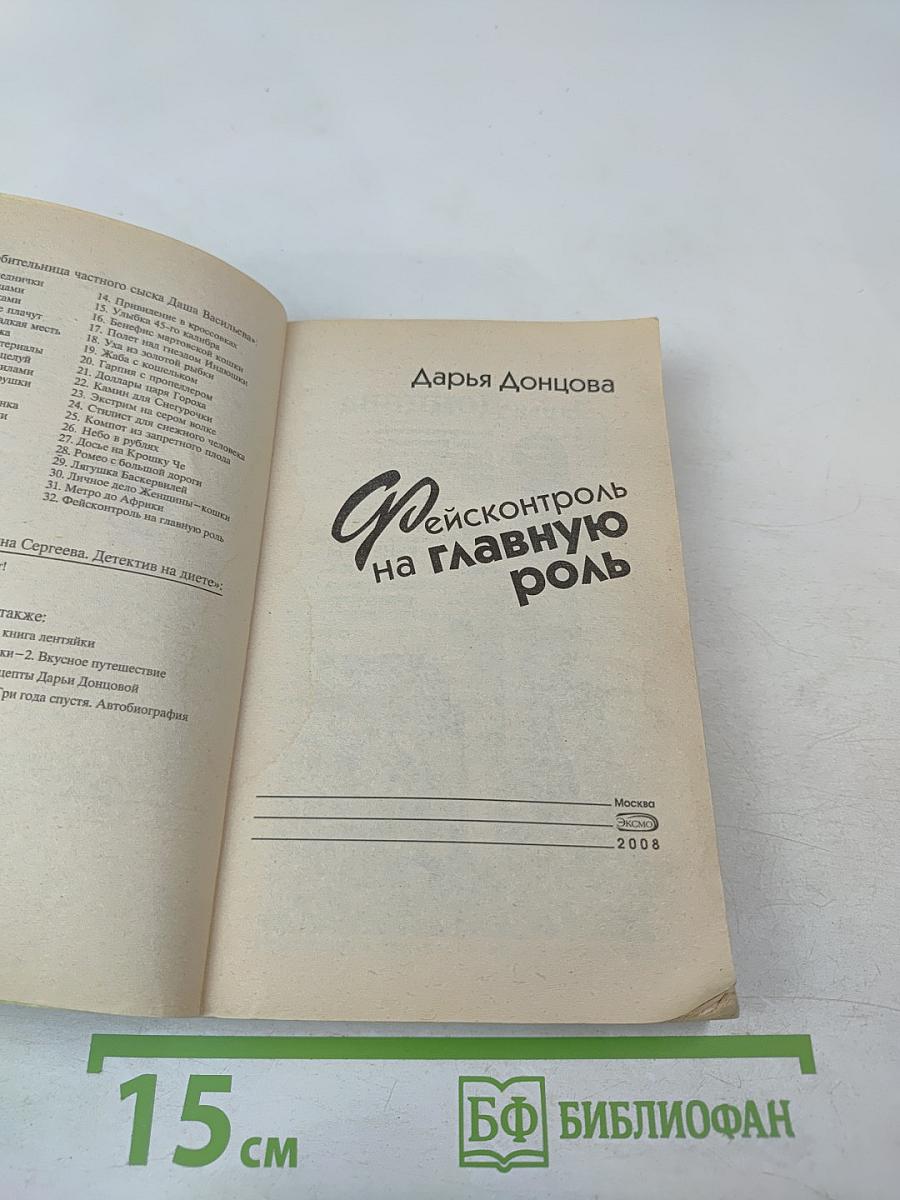 Даша Васильева»:
частного сыска
плачут
месть
14. Привидение в кроссовках
15. Улыбка 45-го калибра
16. Бенефис мартовской кошки
17. Полет над гнездом Индюшки
18. Уха из золотой рыбки
19. Жаба с кошельком
20. Гарпия с пропеллером
21. Доллары царя Гороха
22. Камин для Снегурочки
23. Экстрим на сером волке
24. Стилист для снежного человека
25. Компот из запретного плода
26. Небо в рублях
27. Досье на Крошку Че
28. Ромео с большой дороги
29. Лягушка Баскервилей
30. Личное дело Женщины-кошки
31. Метро до Африки
32. Фейсконтроль на главную роль
Сергеева. Детектив на диете»:
также:
книга лентяйки
2. Вкусное путешествие
Дарьи Донцовой
Три года спустя. Автобиография
Дарья Донцова
Фейсконтроль
на главную
роль
Москва
ЭКСМО
2008
15 см
БФ БИБЛИОФАН